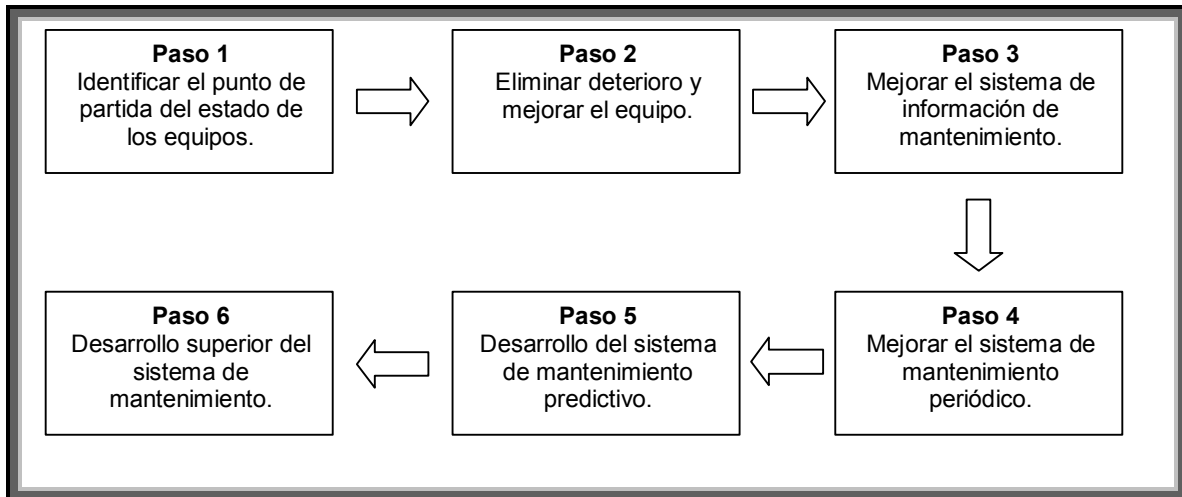 Paso 1
Identificar el punto de
partida del estado de
los equipos.
Paso 2
Eliminar deterioro y
mejorar el equipo.
Paso 3
Mejorar el sistema de
información de
mantenimiento.
Paso 4
Mejorar el sistema de
mantenimiento
periódico.
Paso 5
Desarrollo del sistema
de mantenimiento
predictivo.
Paso 6
Desarrollo superior del
sistema de
mantenimiento.